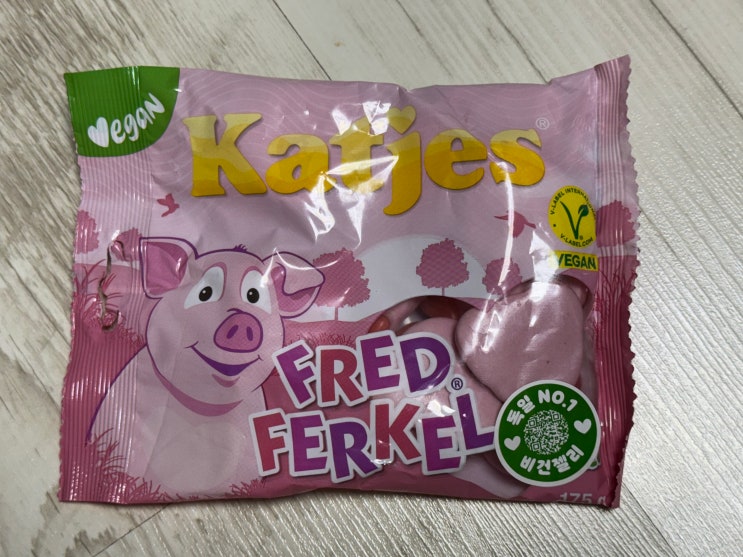 Vegan
Katjes®
V-LABEL INTERNATIONAL
V-LABEL.COM
VEGAN
FRED
FERKEL®
독일 NO.1
비건젤리
175 g